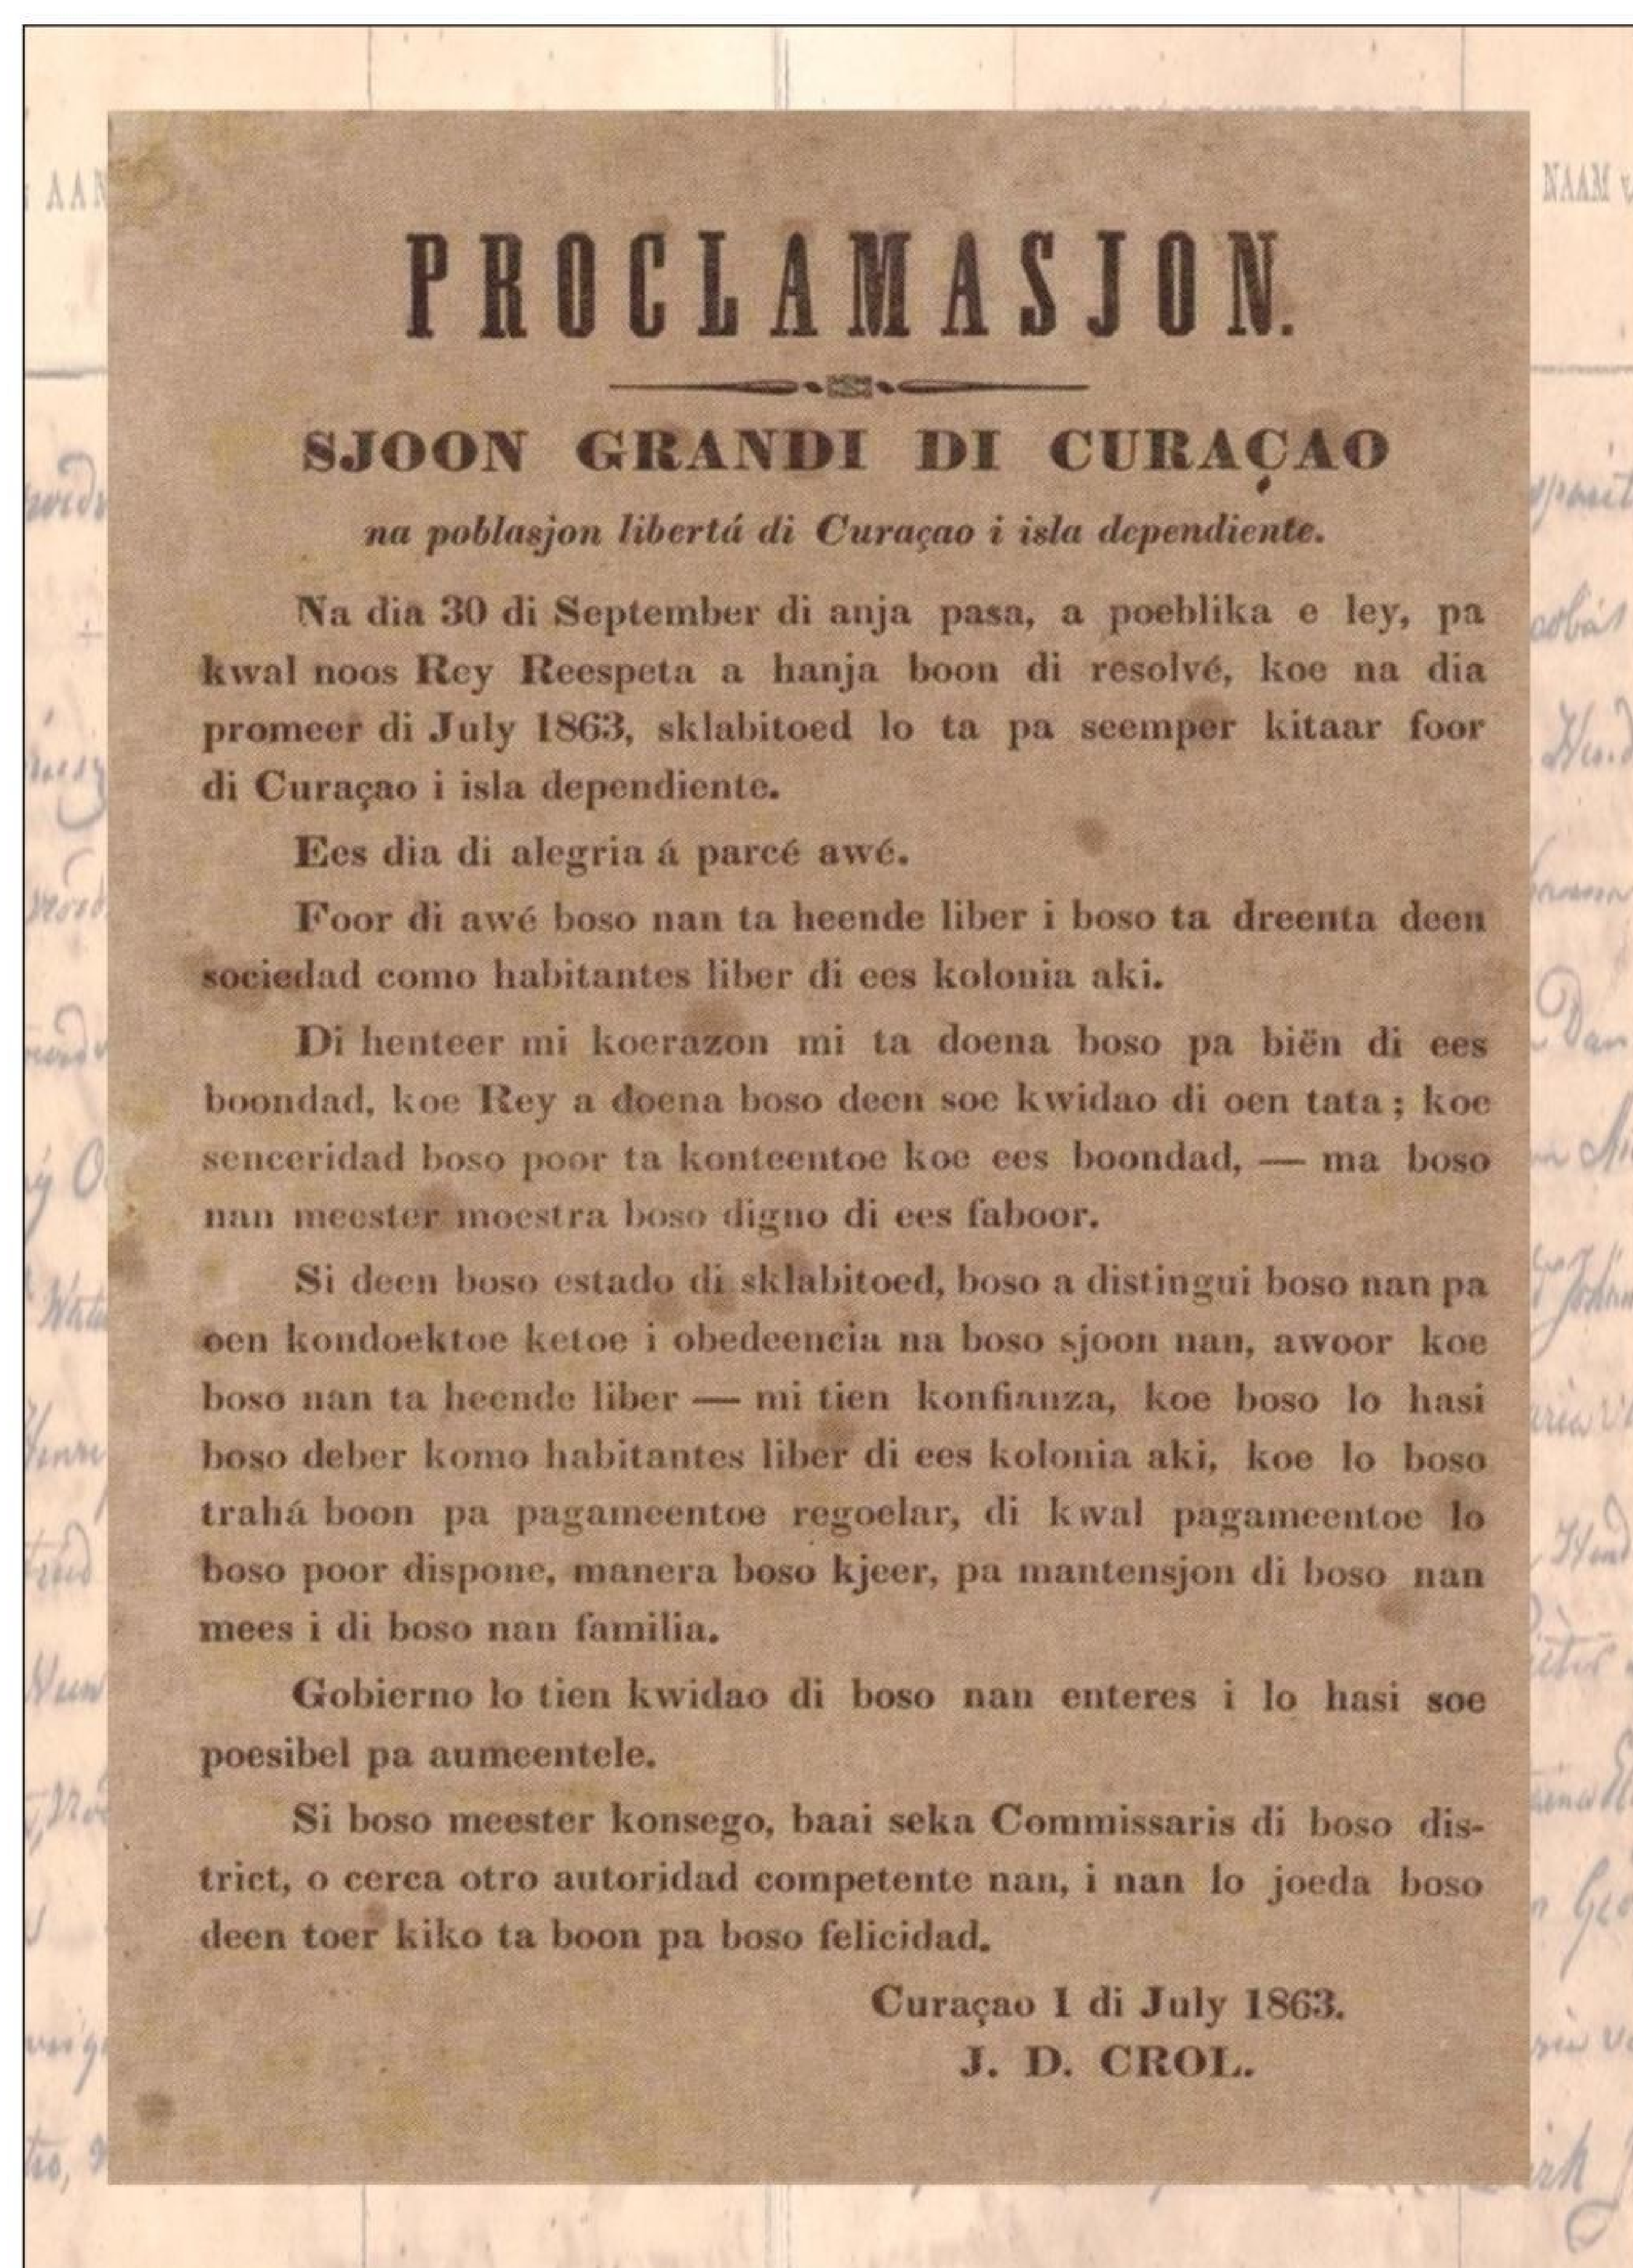 PROCLAMASJON.
SJOON GRANDI DI CURAÇAO
na poblasjon libertá di Curaçao i isla dependiente.
Na dia 30 di September di anja pasa, a poeblika e ley, pa
kwal noos Rey Reespeta a hanja boon di resolvé, koe na dia
promeer di July 1863, sklabitoed lo ta pa seemper kitaar foor
di Curaçao i isla dependiente.
Ees dia di alegria á parcé awé.
Foor di awé boso nan ta heende liber i boso ta dreenta deen
sociedad como habitantes liber di ees kolonia aki.
Di henteer mi koerazon mi ta doena boso pa biën di ees
boondad, koe Rey a doena boso deen soe kwidao di oen tata; koe
senceridad boso poor ta konteentoe koe ees boondad, — ma boso
nan meester moestra boso digno di ees faboor.
Si deen boso estado di sklabitoed, boso a distingui boso nan pa
oen kondoektoe ketoe i obedeencia na boso sjoon nan, awoor koe
boso nan ta heende liber — mi tien konfianza, koe boso lo hasi
boso deber komo habitantes liber di ees kolonia aki, koe lo boso
trahá boon pa pagameentoe regoelar, di kwal pagameentoe lo
boso poor dispone, manera boso kjeer, pa mantensjon di boso nan
mees i di boso nan familia.
Gobierno lo tien kwidao di boso nan enteres i lo hasi soe
poesibel pa aumeentele.
Si boso meester konsego, baai seka Commissaris di boso dis-
trict, o cerca otro autoridad competente nan, i nan lo joeda boso
deen toer kiko ta boon pa boso felicidad.
Curaçao 1 di July 1863.
J. D. CROL.
NAAM